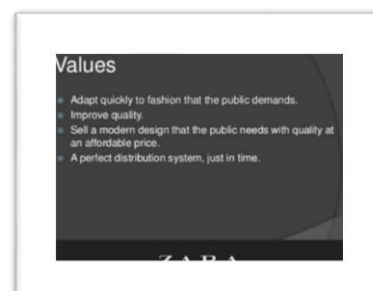 Values
Adapt quickly to fashion that the public demands.
Improve quality.
Sell a modern design that the public needs with quality at
an affordable price.
A perfect distribution system, just in time.
ZARA